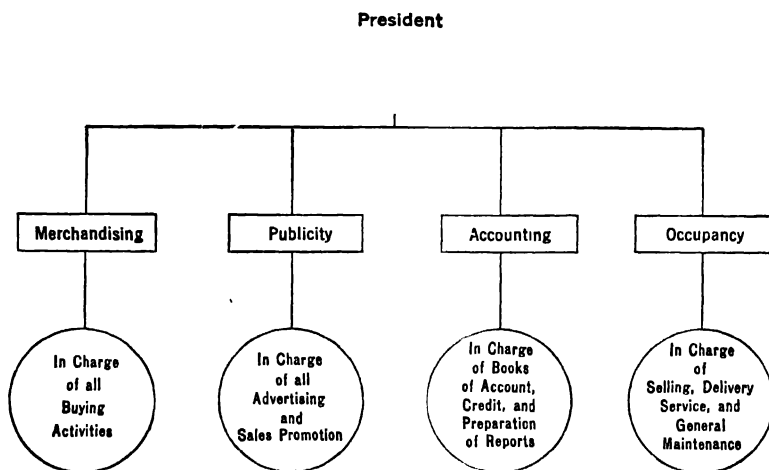 President
Merchandising
Publicity
Accounting
Occupancy
In Charge
of all
Buying
Activities
In Charge
of all
Advertising
and
Sales Promotion
In Charge
of Books
of Account,
Credit, and
Preparation
of Reports
In Charge
of
Selling, Delivery
Service, and
General
Maintenance